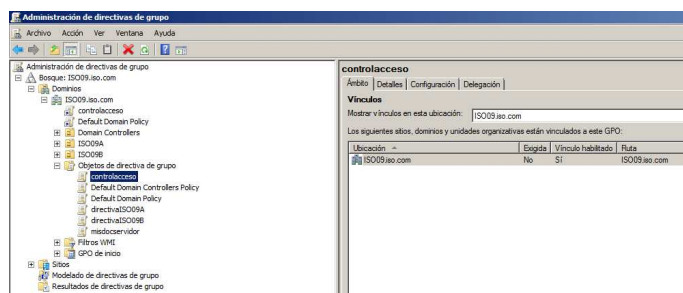 Administración de directivas de grupo
Archivo Acción Ver Ventana Ayuda
Administración de directivas de grupo
Bosque: ISO09.iso.com
Dominios
ISO09.iso.com
controlacceso
Default Domain Policy
Domain Controllers
ISO09A
ISO09B
Objetos de directiva de grupo
controlacceso
Default Domain Controllers Policy
Default Domain Policy
directivaISO09A
directivaISO09B
misdocservidor
Filtros WMI
GPO de inicio
Sitios
Modelado de directivas de grupo
Resultados de directivas de grupo
controlacceso
Ámbito Detalles Configuración Delegación
Vínculos
Mostrar vínculos en esta ubicación: ISO09.iso.com
Los siguientes sitios, dominios y unidades organizativas están vinculados a este GPO:
Ubicación Exigida Vínculo habilitado Ruta
ISO09.iso.com No Sí ISO09.iso.com